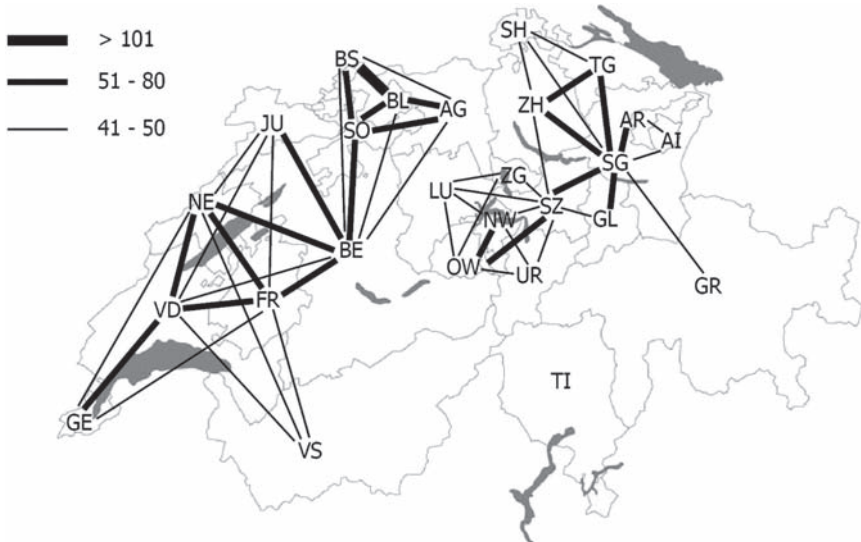 > 101
51 - 80
41 - 50
SH
BS
TG
BL
ZH
AG
JU
SO
AR
AI
SG
ZG
LU
NE
SZ
NW
GL
BE
OW
UR
GR
FR
VD
TI
GE
VS